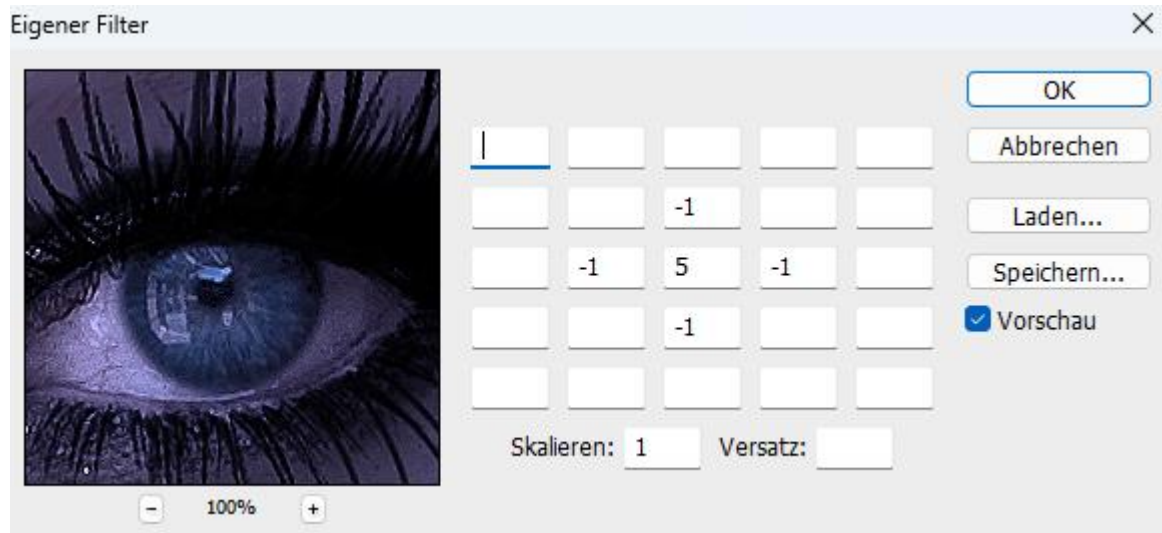 Eigener Filter
OK
Abbrechen
-1
Laden...
-1 5 -1
Speichern...
-1
Vorschau
Skalieren: 1 Versatz:
- 100% +